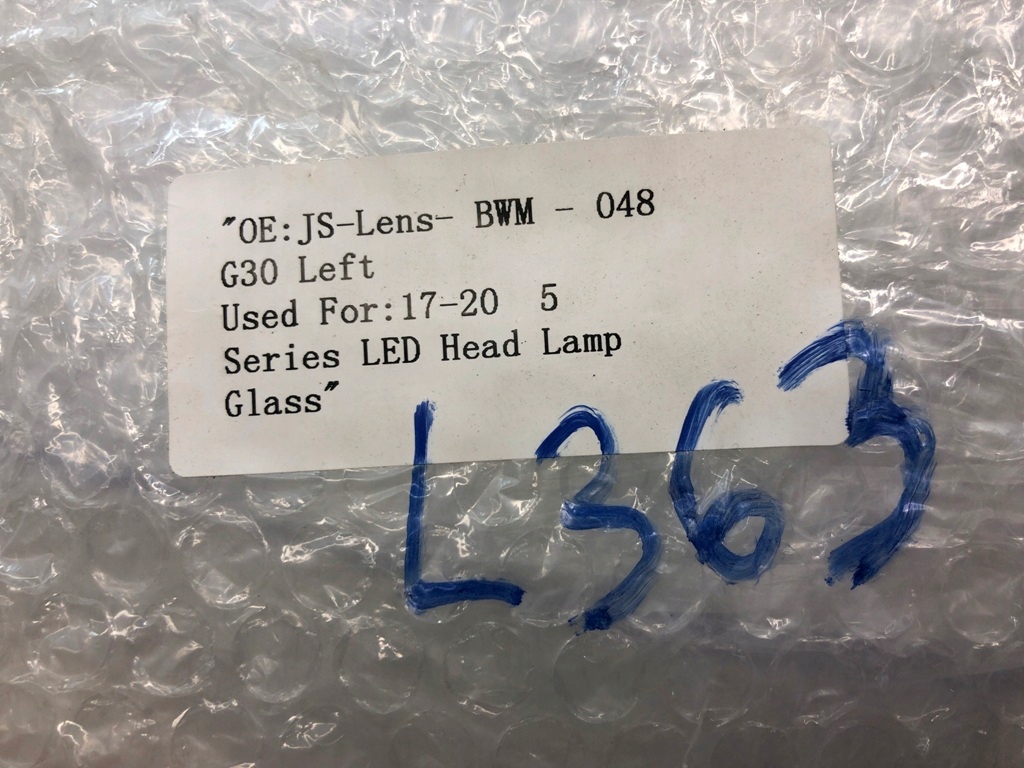 "OE:JS-Lens- BWM - 048
G30 Left
Used For:17-20 5
Series LED Head Lamp
Glass"
L363